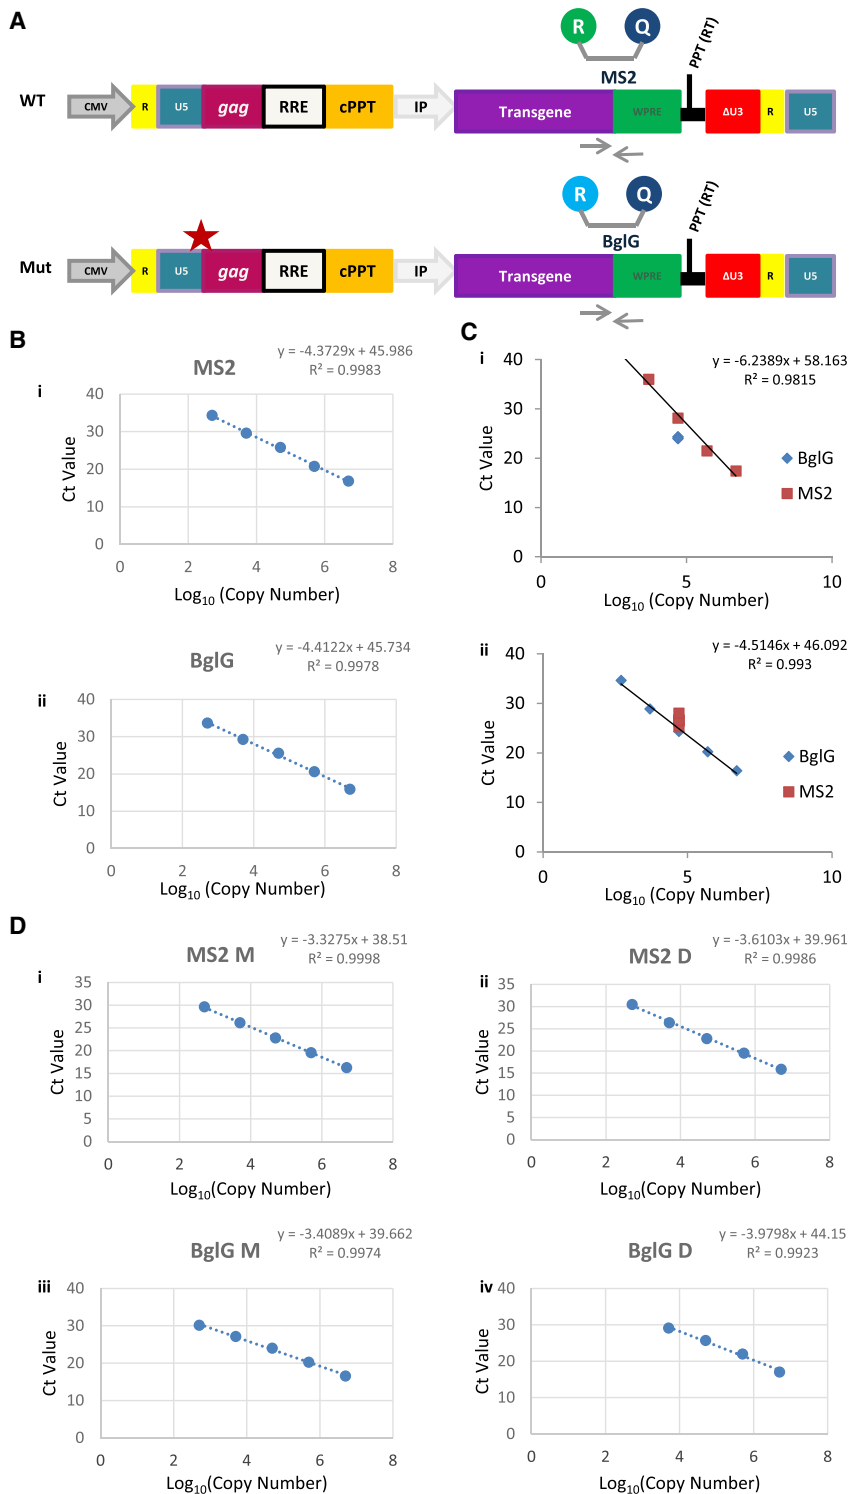 A
R Q
MS2
PPT (RT)
WT
CMV R U5 gag RRE cPPT IP Transgene WPRE ΔU3 R U5
R Q
BglG
PPT (RT)
Mut
CMV R U5 gag RRE cPPT IP Transgene WPRE ΔU3 R U5
B
i
MS2
y = -4.3729x + 45.986
R² = 0.9983
Ct Value
40
30
20
10
0
0 2 4 6 8
Log10 (Copy Number)
ii
BglG
y = -4.4122x + 45.734
R² = 0.9978
Ct Value
40
30
20
10
0
0 2 4 6 8
Log10 (Copy Number)
C
i
y = -6.2389x + 58.163
R² = 0.9815
Ct Value
40
30
20
10
0
0 5 10
BglG
MS2
Log10 (Copy Number)
ii
y = -4.5146x + 46.092
R² = 0.993
Ct Value
40
30
20
10
0
0 5 10
BglG
MS2
Log10 (Copy Number)
D
i
MS2 M
y = -3.3275x + 38.51
R² = 0.9998
Ct Value
35
30
25
20
15
10
5
0
0 2 4 6 8
Log10(Copy Number)
ii
MS2 D
y = -3.6103x + 39.961
R² = 0.9986
Ct Value
35
30
25
20
15
10
5
0
0 2 4 6 8
Log10(Copy Number)
iii
BglG M
y = -3.4089x + 39.662
R² = 0.9974
Ct Value
40
30
20
10
0
0 2 4 6 8
Log10(Copy Number)
iv
BglG D
y = -3.9798x + 44.15
R² = 0.9923
Ct Value
40
30
20
10
0
0 2 4 6 8
Log10(Copy Number)